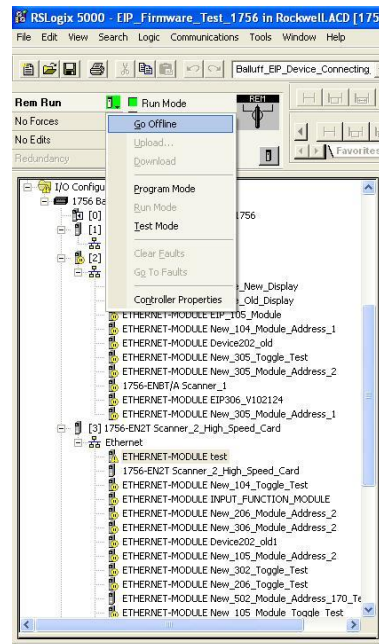 RSLogix 5000 - EIP_Firmware_Test_1756 in Rockwell.ACD [175
File Edit View Search Logic Communications Tools Window Help
Balluff_EIP_Device_Connecting_
Rem Run
Run Mode
REM
No Forces
Go Offline
No Edits
Upload...
Favorites
Redundancy
Download
Program Mode
Run Mode
Test Mode
Clear Faults
Go To Faults
Controller Properties
I/O Configu
1756 Ba
[0] 1756
[1]
[2]
_New_Display
_Old_Display
ETHERNET-MODULE EIP_105_Module
ETHERNET-MODULE New_104_Module_Address_1
ETHERNET-MODULE Device202_old
ETHERNET-MODULE New_305_Toggle_Test
ETHERNET-MODULE New_305_Module_Address_2
1756-ENBT/A Scanner_1
ETHERNET-MODULE EIP306_V102124
ETHERNET-MODULE New_305_Module_Address_1
[3] 1756-EN2T Scanner_2_High_Speed_Card
Ethernet
ETHERNET-MODULE test
1756-EN2T Scanner_2_High_Speed_Card
ETHERNET-MODULE New_104_Toggle_Test
ETHERNET-MODULE INPUT_FUNCTION_MODULE
ETHERNET-MODULE New_206_Module_Address_2
ETHERNET-MODULE New_306_Module_Address_2
ETHERNET-MODULE Device202_old1
ETHERNET-MODULE New_105_Module_Address_2
ETHERNET-MODULE New_302_Toggle_Test
ETHERNET-MODULE New_206_Toggle_Test
ETHERNET-MODULE New_502_Module_Address_170_Te
ETHERNET-MODULE New_105_Module_Toggle_Test